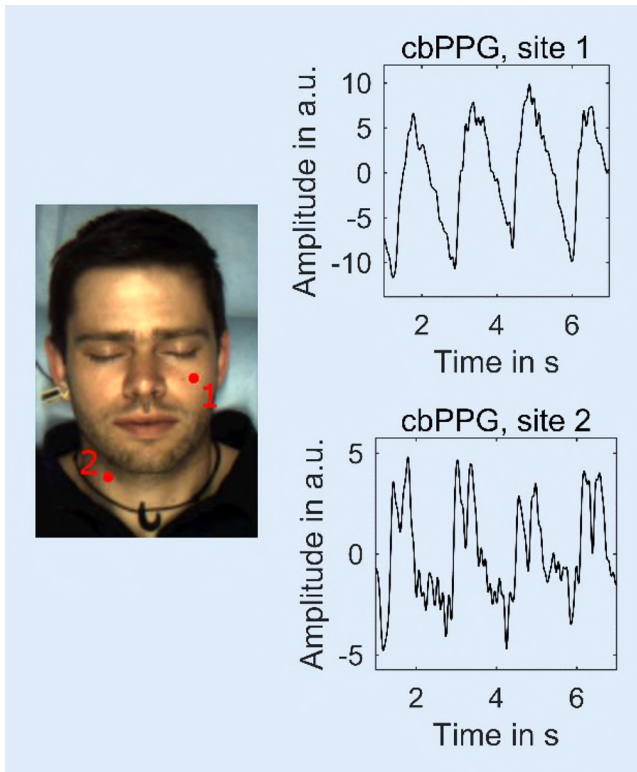 cbPPG, site 1
10
5
0
-5
-10
Amplitude in a.u.
2 4 6
Time in s
1
2
cbPPG, site 2
5
0
-5
Amplitude in a.u.
2 4 6
Time in s